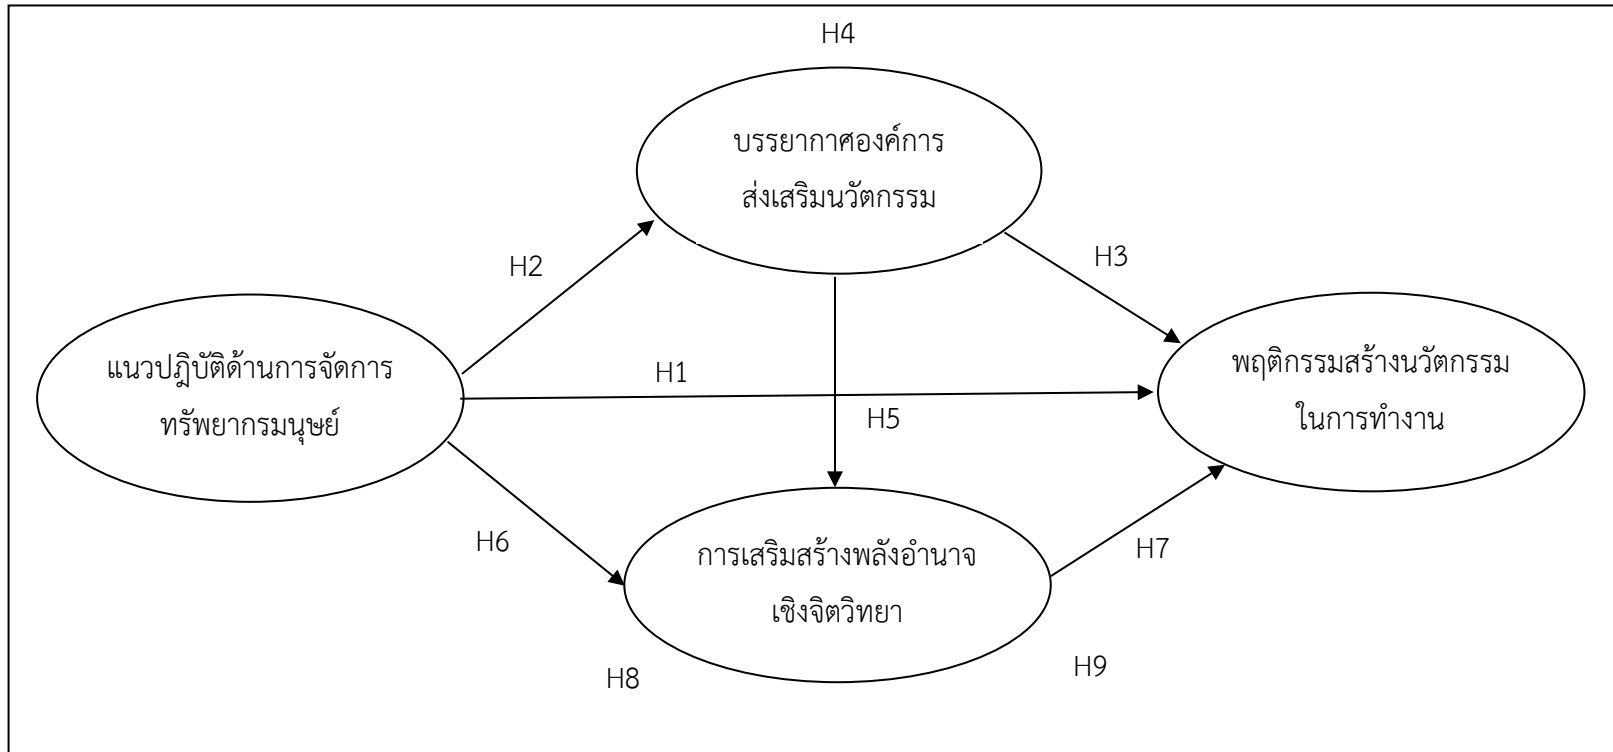 H4
บรรยากาศองค์การ
ส่งเสริมนวัตกรรม
H2
H3
แนวปฎิบัติด้านการจัดการ
ทรัพยากรมนุษย์
H1
พฤติกรรมสร้างนวัตกรรม
ในการทำงาน
H5
H6
การเสริมสร้างพลังอำนาจ
เชิงจิตวิทยา
H7
H8
H9